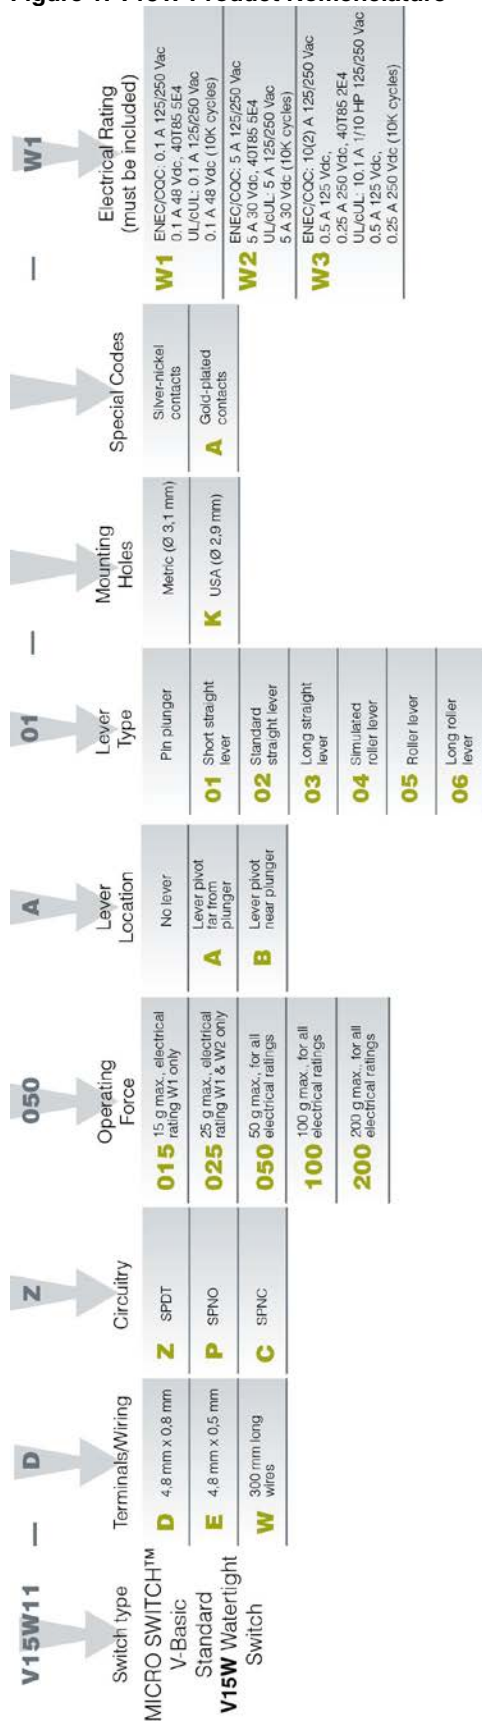 Figure 1. V15W Product Nomenclature
V15W11 — D Z 050 A 01 — W1
Switch type
MICRO SWITCH™
V-Basic
Standard
V15W Watertight
Switch
Terminals/Wiring
D 4,8 mm x 0,8 mm
E 4,8 mm x 0,5 mm
W 300 mm long
wires
Circuitry
Z SPDT
P SPNO
C SPNC
Operating
Force
015 15 g max., electrical
rating W1 only
025 25 g max., electrical
rating W1 & W2 only
050 50 g max., for all
electrical ratings
100 100 g max., for all
electrical ratings
200 200 g max., for all
electrical ratings
Lever
Location
No lever
A Lever pivot
far from
plunger
B Lever pivot
near plunger
Lever
Type
Pin plunger
01 Short straight
lever
02 Standard
straight lever
03 Long straight
lever
04 Simulated
roller lever
05 Roller lever
06 Long roller
lever
Mounting
Holes
Metric (Ø 3,1 mm)
K USA (Ø 2,9 mm)
Special Codes
Silver-nickel
contacts
A Gold-plated
contacts
Electrical Rating
(must be included)
W1 ENEC/CQC: 0.1 A 125/250 Vac
0.1 A 48 Vdc, 40T85 5E4
UL/cUL: 0.1 A 125/250 Vac
0.1 A 48 Vdc (10K cycles)
W2 ENEC/CQC: 5 A 125/250 Vac
5 A 30 Vdc, 40T85 5E4
UL/cUL: 5 A 125/250 Vac
5 A 30 Vdc (10K cycles)
W3 ENEC/CQC: 10(2) A 125/250 Vac
0.5 A 125 Vdc,
0.25 A 250 Vdc, 40T85 2E4
UL/cUL: 10.1 A 1/10 HP 125/250 Vac
0.5 A 125 Vdc,
0.25 A 250 Vdc (10K cycles)